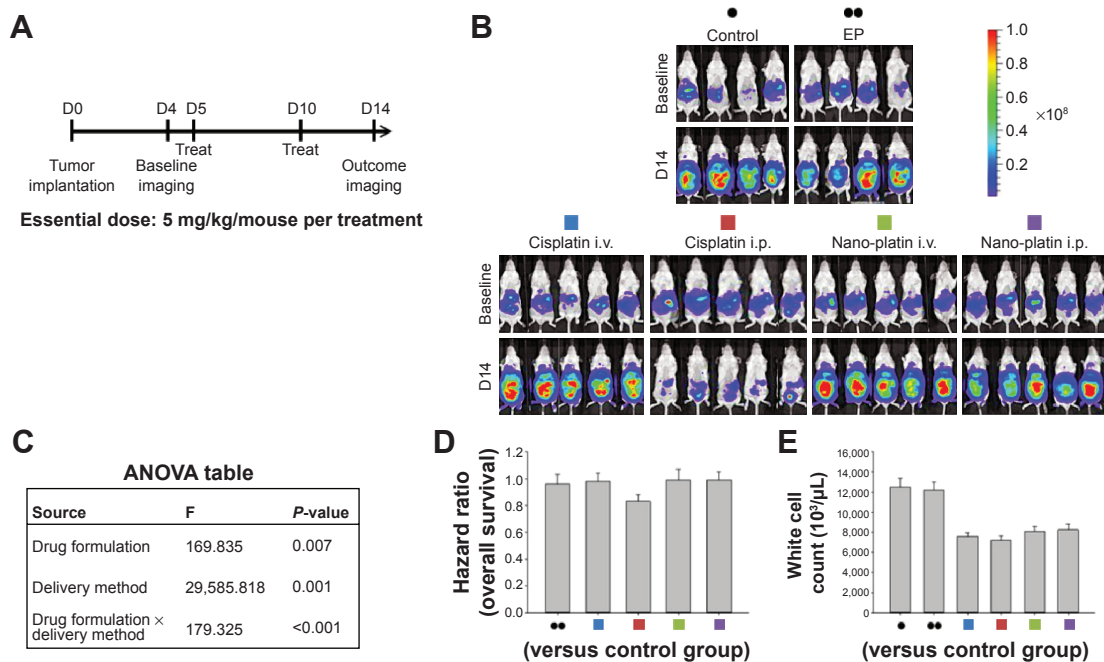 A
D0 D4 D5 D10 D14
Treat Treat
Tumor implantation
Baseline imaging
Outcome imaging
Essential dose: 5 mg/kg/mouse per treatment
B
Control EP
Baseline
D14
1.0
0.8
0.6
0.4
0.2
×10⁸
Cisplatin i.v. Cisplatin i.p. Nano-platin i.v. Nano-platin i.p.
Baseline
D14
C
ANOVA table
Source F P-value
Drug formulation 169.835 0.007
Delivery method 29,585.818 0.001
Drug formulation ×
delivery method 179.325 <0.001
D
Hazard ratio
(overall survival)
1.2
1.0
0.8
0.6
0.4
0.2
0.0
(versus control group)
E
White cell
count (10³/µL)
16,000
14,000
12,000
10,000
8,000
6,000
4,000
2,000
0
(versus control group)